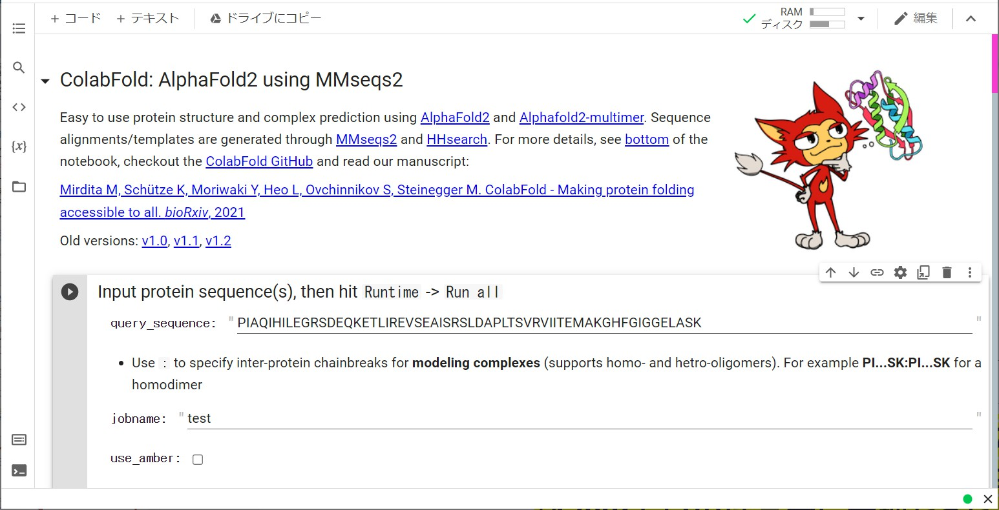 + コード + テキスト ドライブにコピー RAM ディスク 編集
ColabFold: AlphaFold2 using MMseqs2
Easy to use protein structure and complex prediction using AlphaFold2 and Alphafold2-multimer. Sequence
alignments/templates are generated through MMseqs2 and HHsearch. For more details, see bottom of the
notebook, checkout the ColabFold GitHub and read our manuscript:
Mirdita M, Schütze K, Moriwaki Y, Heo L, Ovchinnikov S, Steinegger M. ColabFold - Making protein folding
accessible to all. bioRxiv, 2021
Old versions: v1.0, v1.1, v1.2
Input protein sequence(s), then hit Runtime -> Run all
query_sequence: " PIAQIHILEGRSDEQKETLIREVSEAISRSLDAPLTSVRVIITEMAKGHFGIGGELASK "
• Use : to specify inter-protein chainbreaks for modeling complexes (supports homo- and hetro-oligomers). For example PI...SK:PI...SK for a
homodimer
jobname: " test "
use_amber: